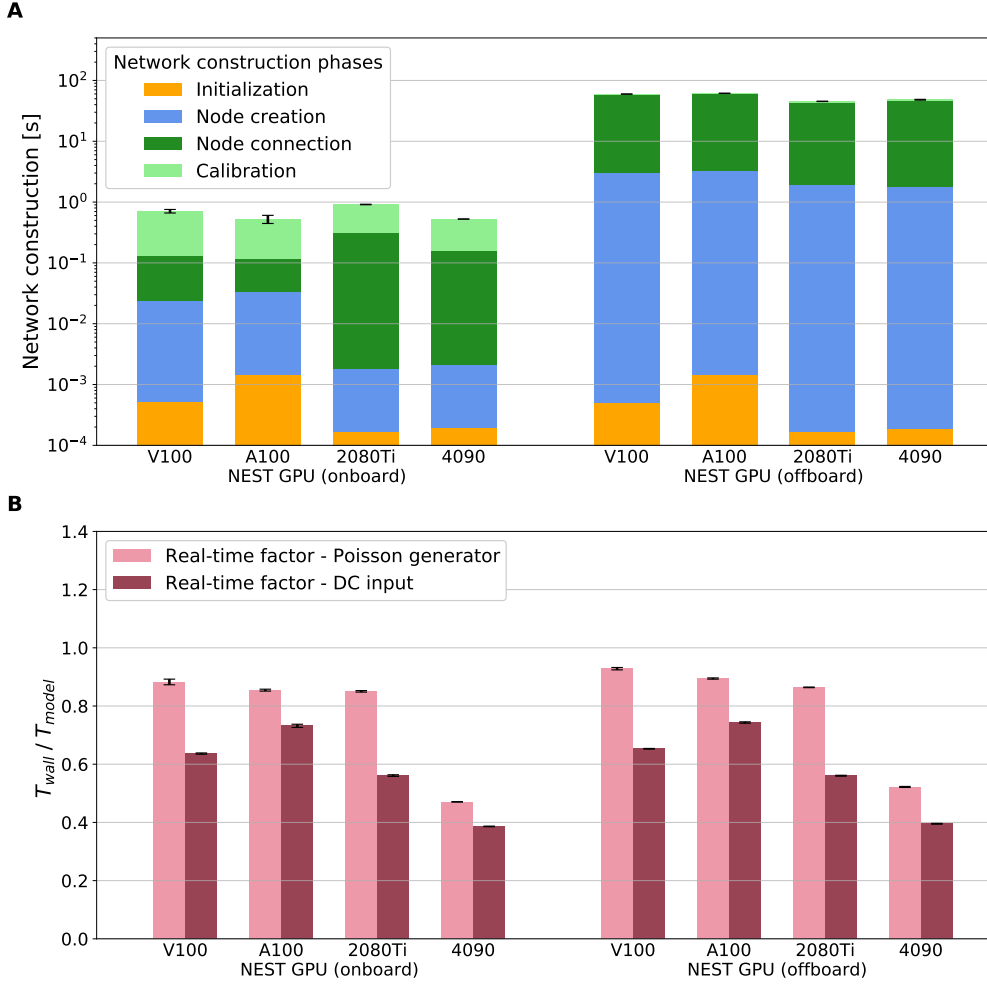 A
Network construction [s]
10²
10¹
10⁰
10⁻¹
10⁻²
10⁻³
10⁻⁴
Network construction phases
Initialization
Node creation
Node connection
Calibration
V100 A100 2080Ti 4090 V100 A100 2080Ti 4090
NEST GPU (onboard) NEST GPU (offboard)
B
T_wall / T_model
1.4
1.2
1.0
0.8
0.6
0.4
0.2
0.0
Real-time factor - Poisson generator
Real-time factor - DC input
V100 A100 2080Ti 4090 V100 A100 2080Ti 4090
NEST GPU (onboard) NEST GPU (offboard)